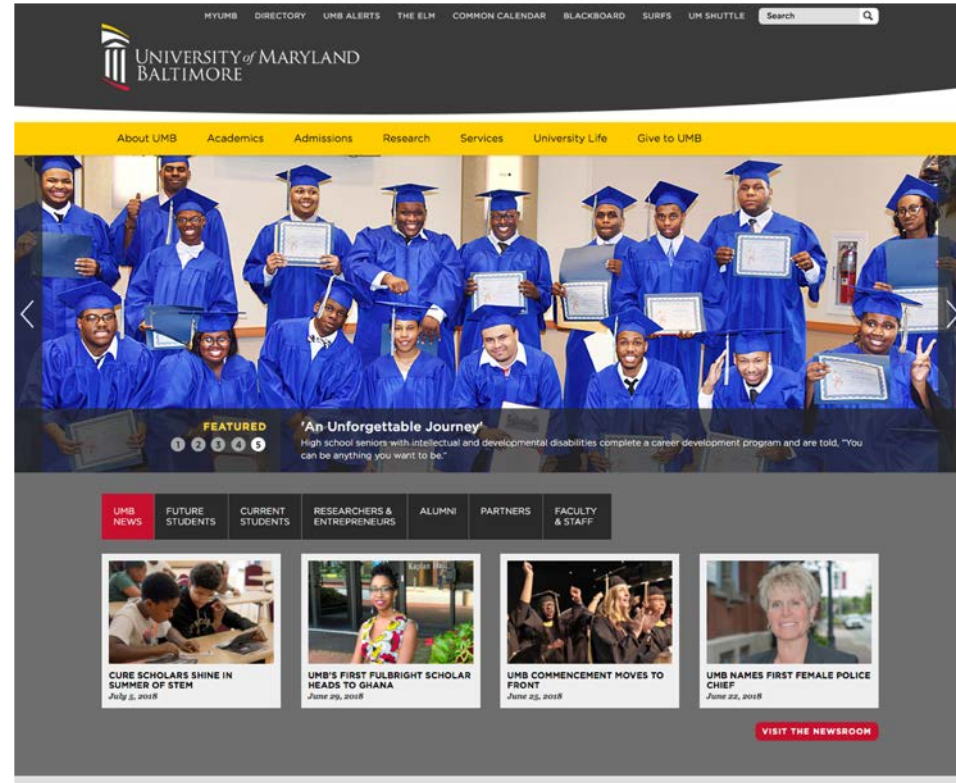 MYUMB DIRECTORY UMB ALERTS THE ELM COMMON CALENDAR BLACKBOARD SURFS UM SHUTTLE Search
UNIVERSITY of MARYLAND
BALTIMORE
About UMB Academics Admissions Research Services University Life Give to UMB
FEATURED
1 2 3 4 5
'An Unforgettable Journey'
High school seniors with intellectual and developmental disabilities complete a career development program and are told, "You
can be anything you want to be."
UMB
NEWS
FUTURE
STUDENTS
CURRENT
STUDENTS
RESEARCHERS &
ENTREPRENEURS
ALUMNI
PARTNERS
FACULTY
& STAFF
Kaplan Hall
CURE SCHOLARS SHINE IN
SUMMER OF STEM
July 5, 2018
UMB'S FIRST FULBRIGHT SCHOLAR
HEADS TO GHANA
June 29, 2018
UMB COMMENCEMENT MOVES TO
FRONT
June 25, 2018
UMB NAMES FIRST FEMALE POLICE
CHIEF
June 22, 2018
VISIT THE NEWSROOM